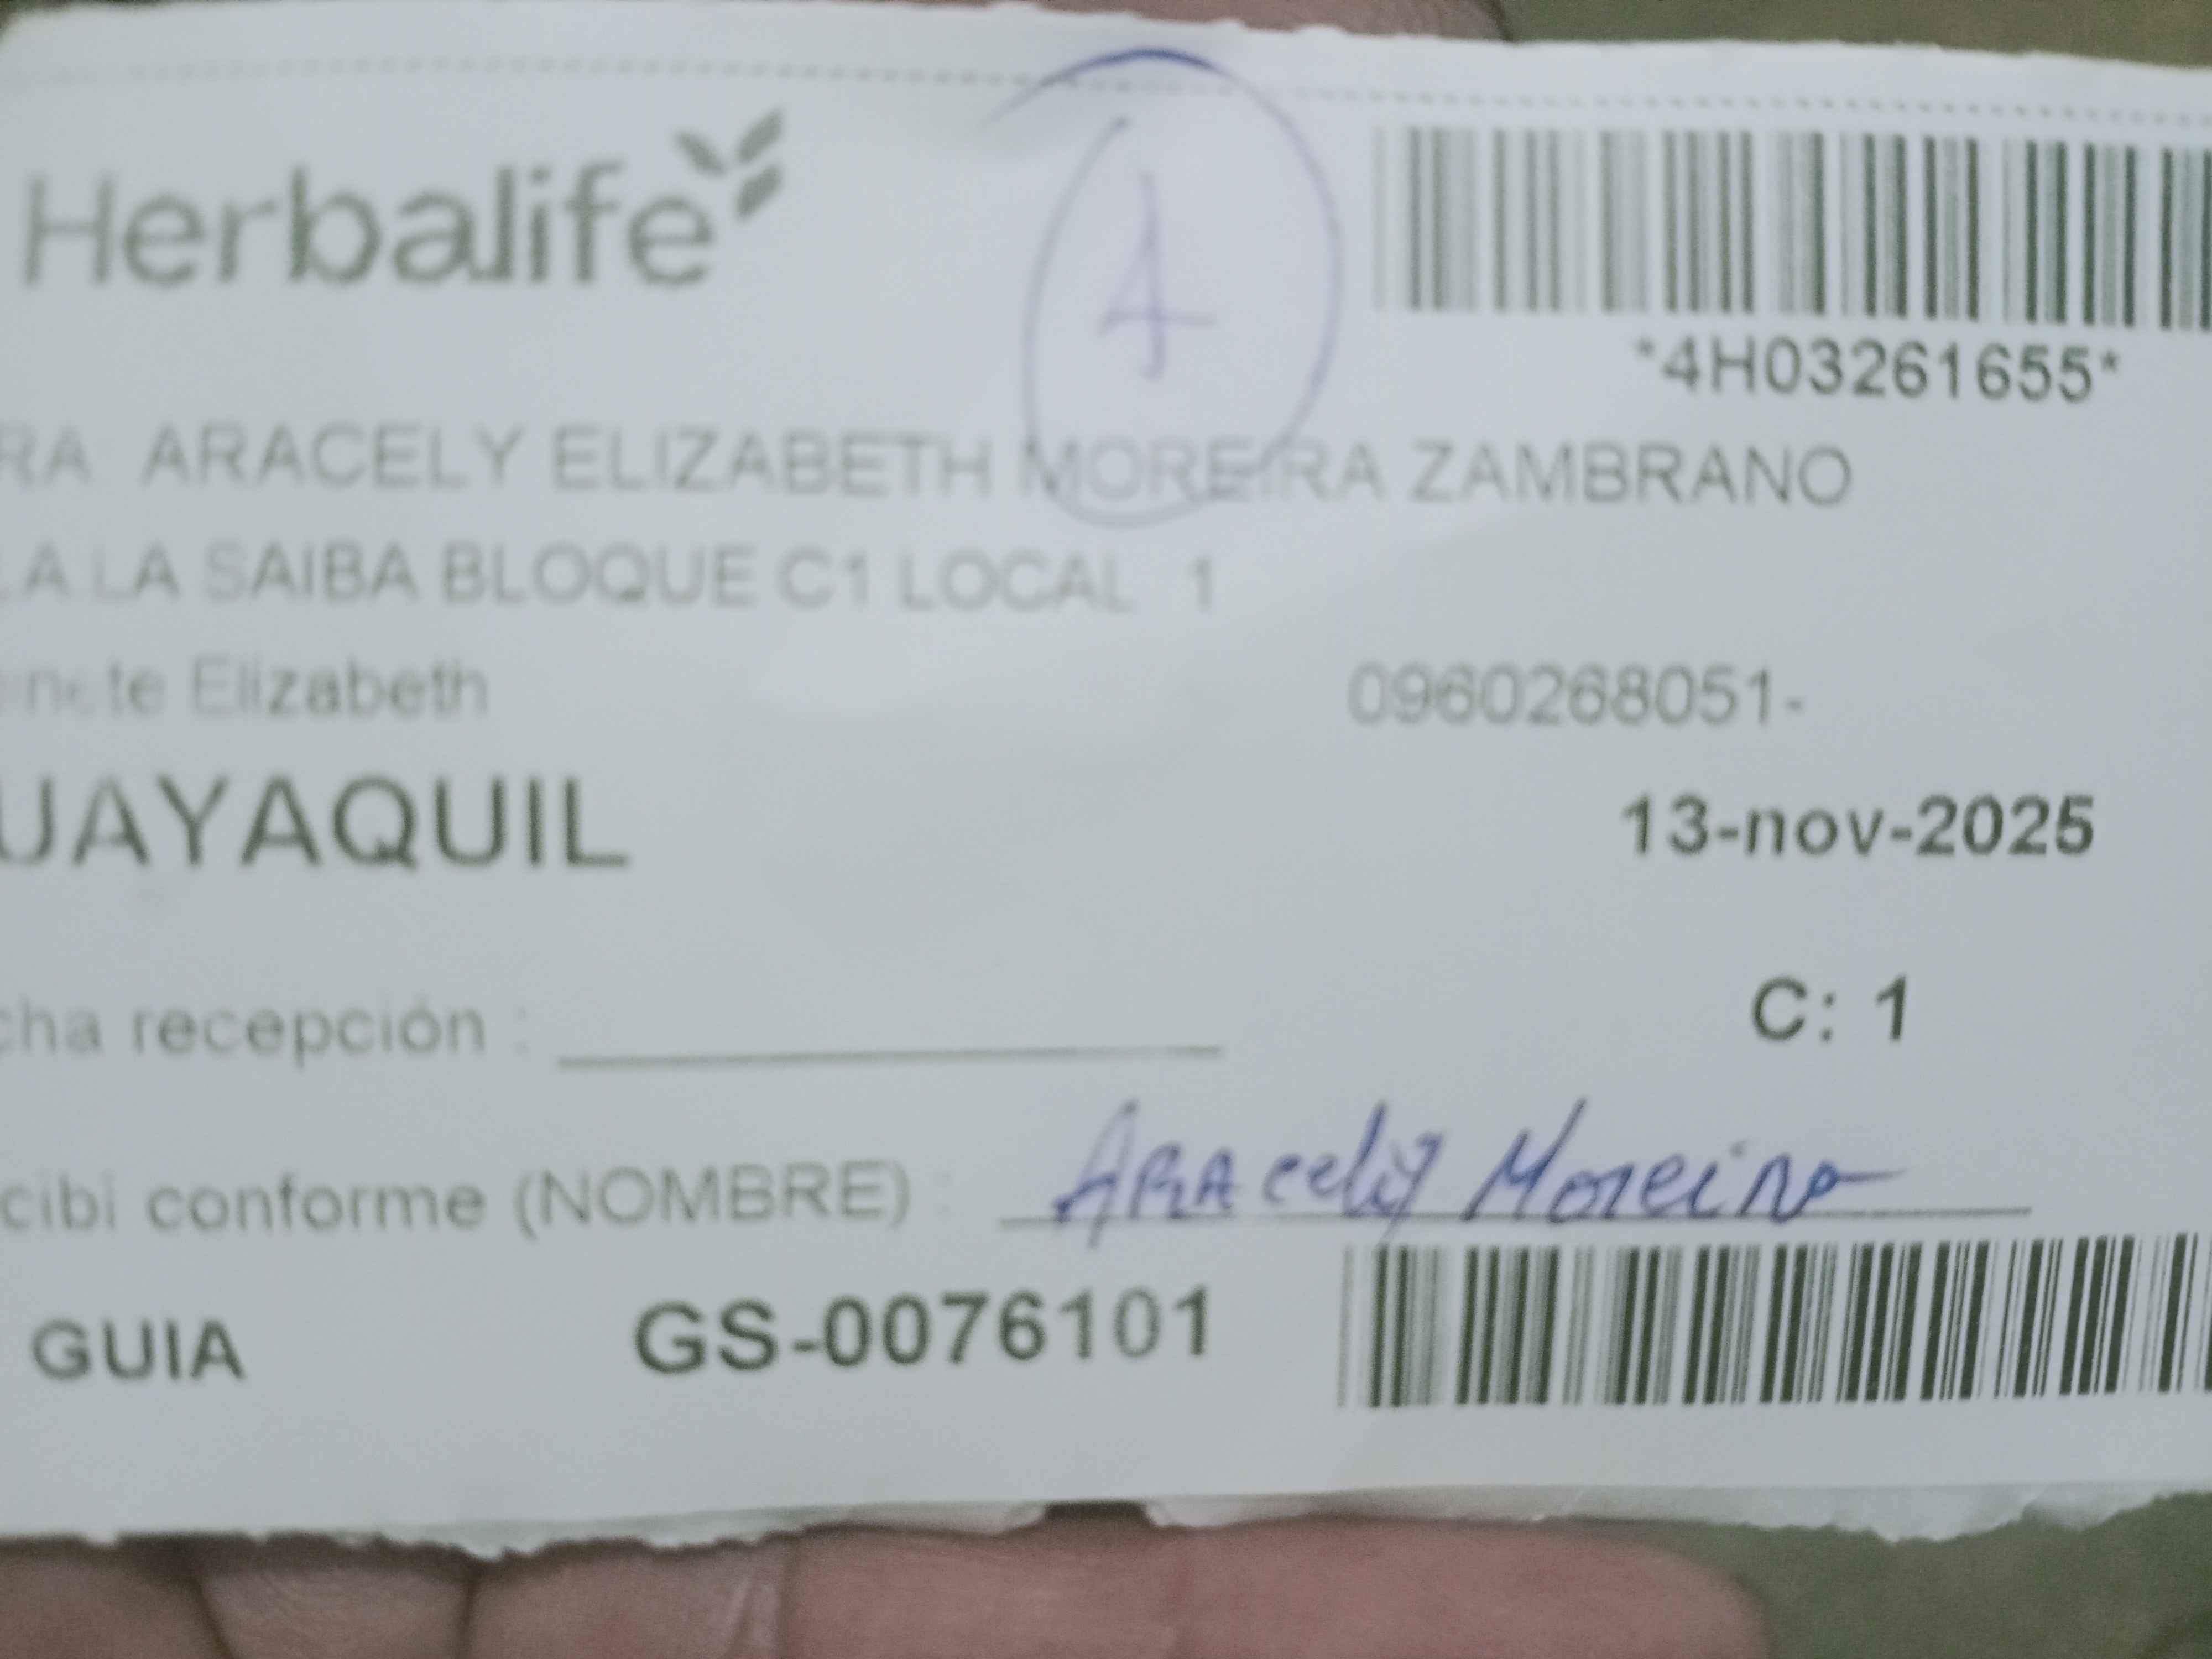 Herbalife
4
*4H03261655*
RA: ARACELY ELIZABETH MOREIRA ZAMBRANO
LA LA SAIBA BLOQUE C1 LOCAL 1
Elizabeth 0960268051-
UAYAQUIL 13-nov-2025
cha recepción :
C: 1
cibi conforme (NOMBRE) : ARAcely Moreira
GUIA GS-0076101